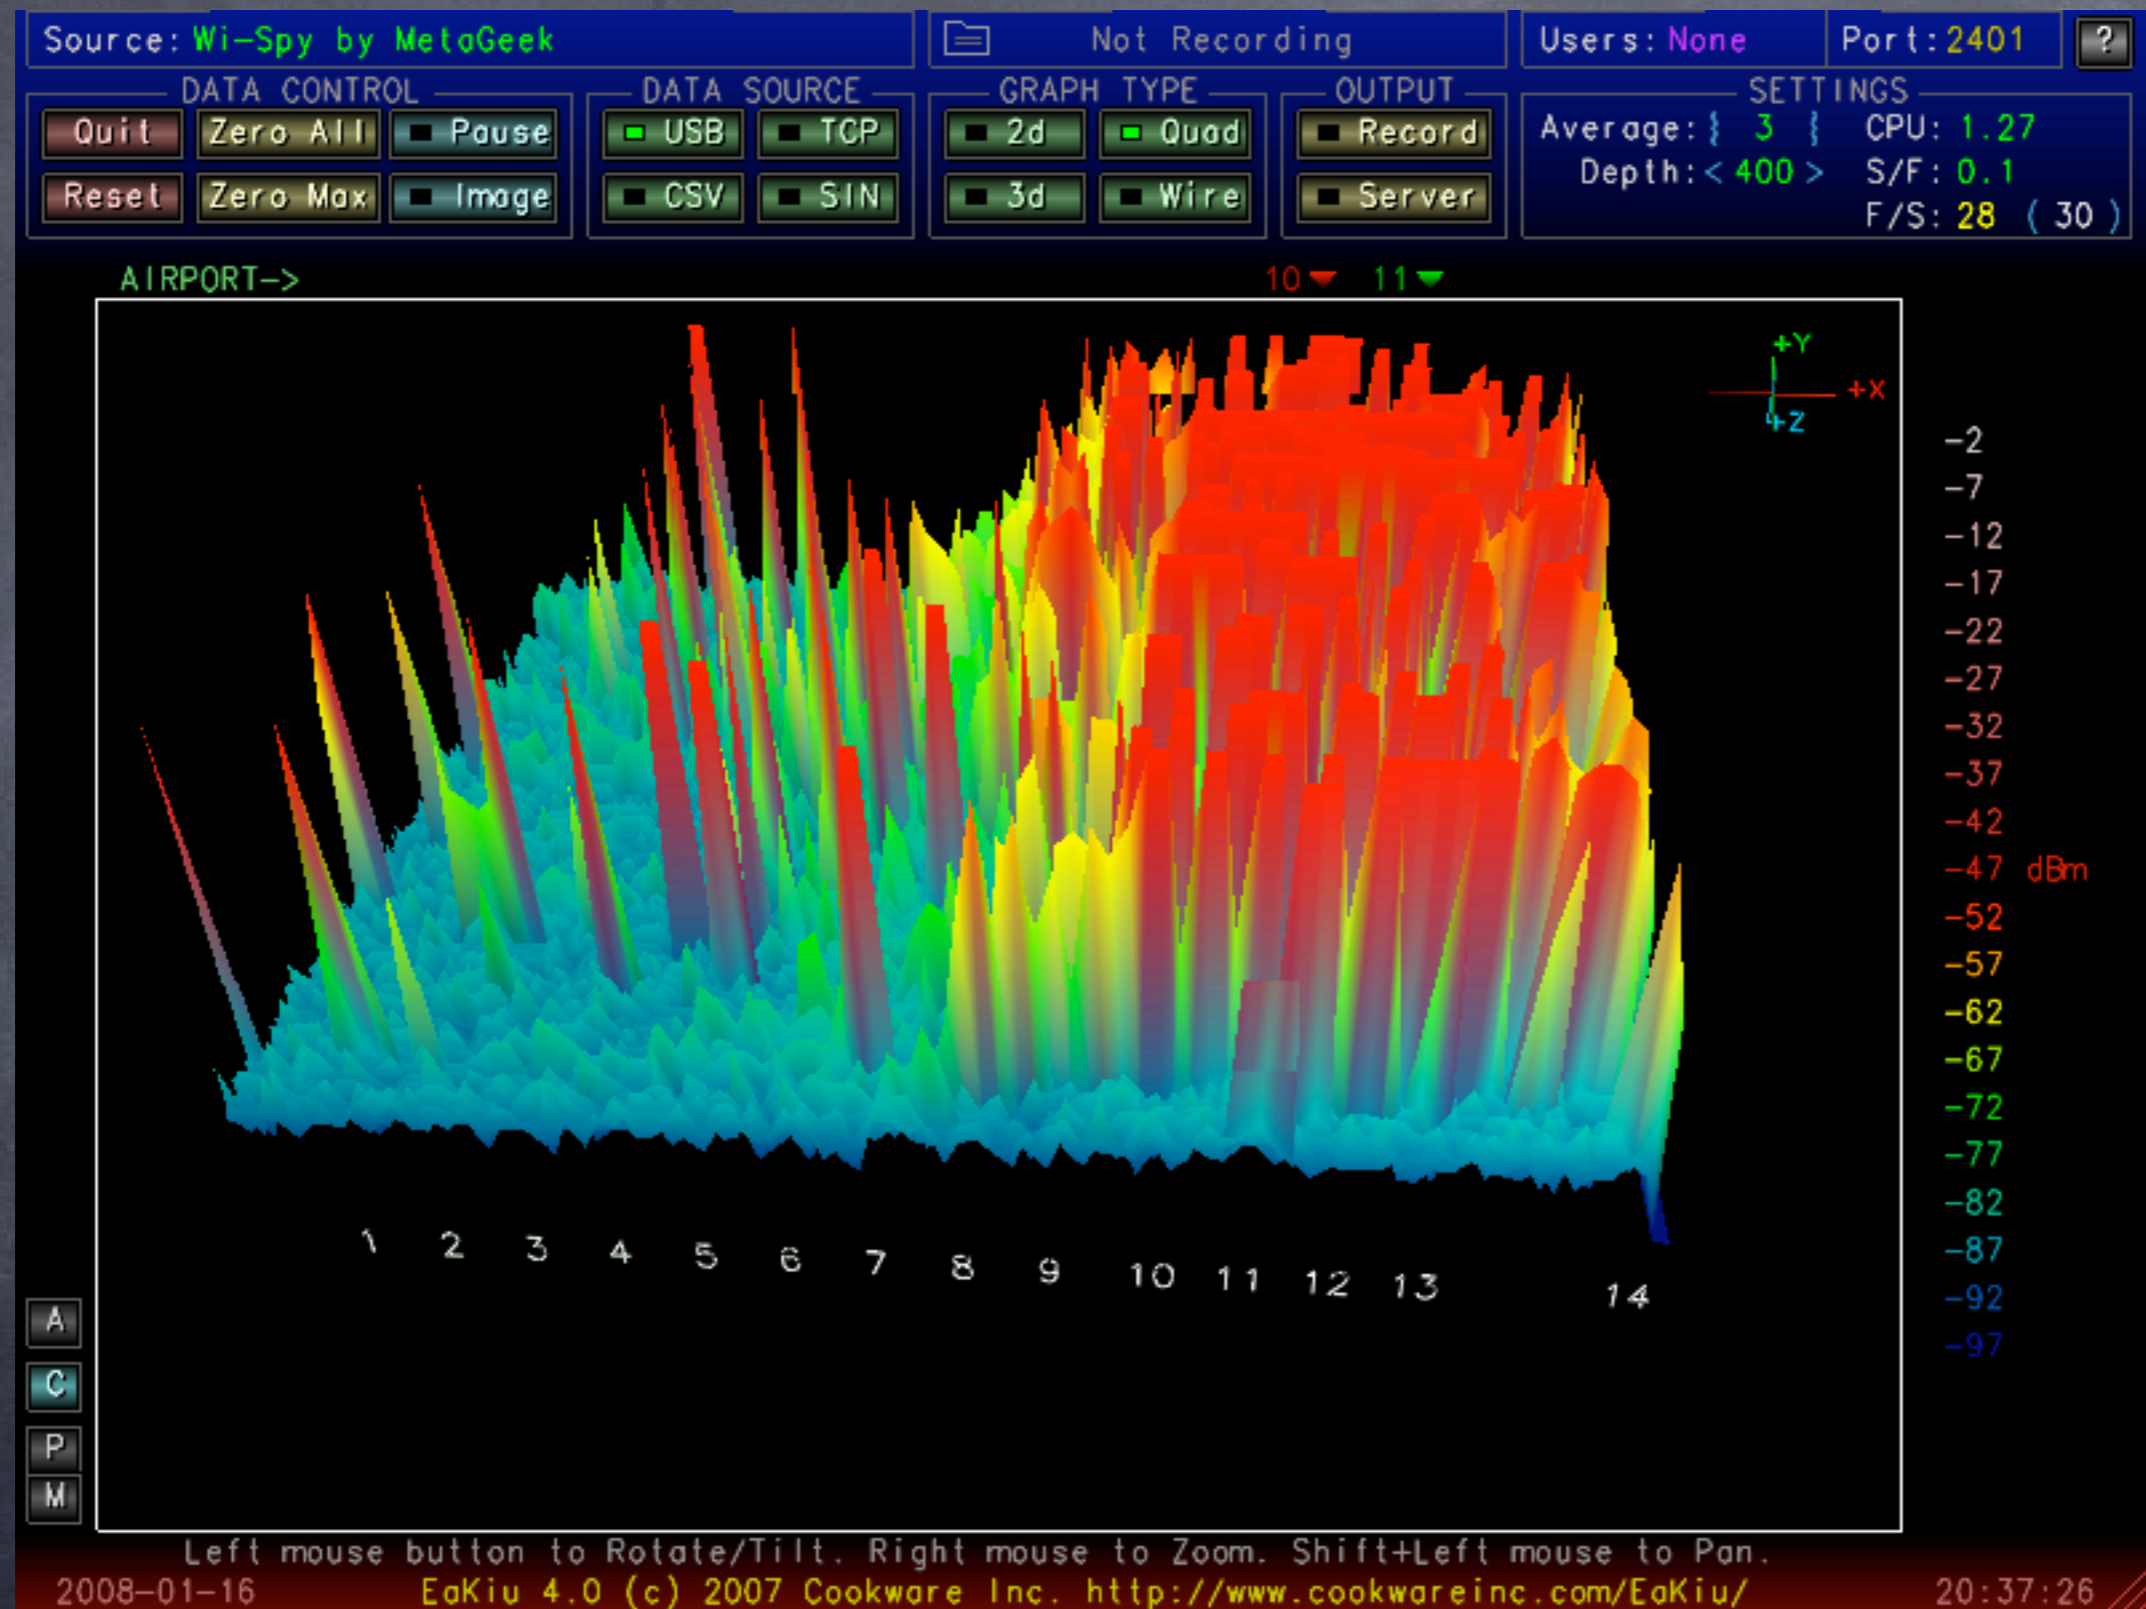 Source: Wi-Spy by MetaGeek
Not Recording
Users: None
Port: 2401
?
DATA CONTROL
DATA SOURCE
GRAPH TYPE
OUTPUT
SETTINGS
Quit Zero All Pause
USB TCP
2d Quad
Record
Average: { 3 { CPU: 1.27
Depth: < 400 > S/F: 0.1
Reset Zero Max Image
CSV SIN
3d Wire
Server
F/S: 28 ( 30 )
AIRPORT->
10 11
+Y
+X
+Z
-2
-7
-12
-17
-22
-27
-32
-37
-42
-47 dBm
-52
-57
-62
-67
-72
-77
-82
-87
-92
-97
1 2 3 4 5 6 7 8 9 10 11 12 13 14
A
C
P
M
Left mouse button to Rotate/Tilt. Right mouse to Zoom. Shift+Left mouse to Pan.
2008-01-16 EaKiu 4.0 (c) 2007 Cookware Inc. http://www.cookwareinc.com/EaKiu/ 20:37:26